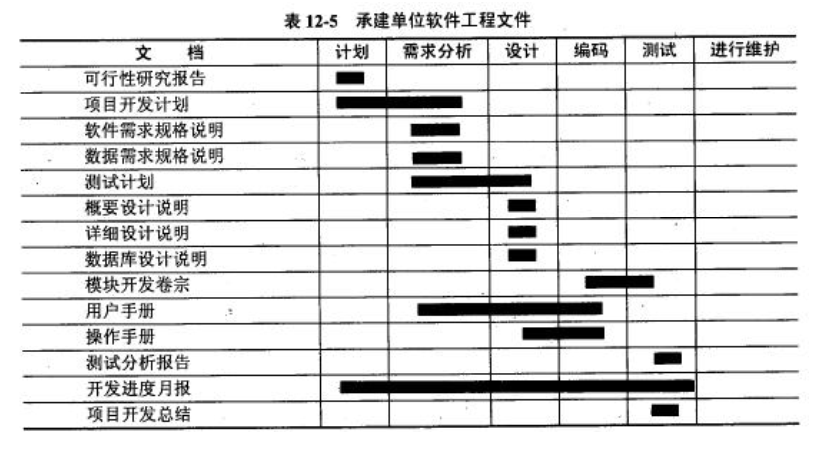 表 12-5 承建单位软件工程文件
文 档 计划 需求分析 设计 编码 测试 进行维护
可行性研究报告
项目开发计划
软件需求规格说明
数据需求规格说明
测试计划
概要设计说明
详细设计说明
数据库设计说明
模块开发卷宗
用户手册
操作手册
测试分析报告
开发进度月报
项目开发总结